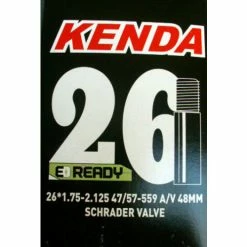 KENDA
26
READY
26*1.75-2.125 47/57-559 A/V 48MM
SCHRADER VALVE